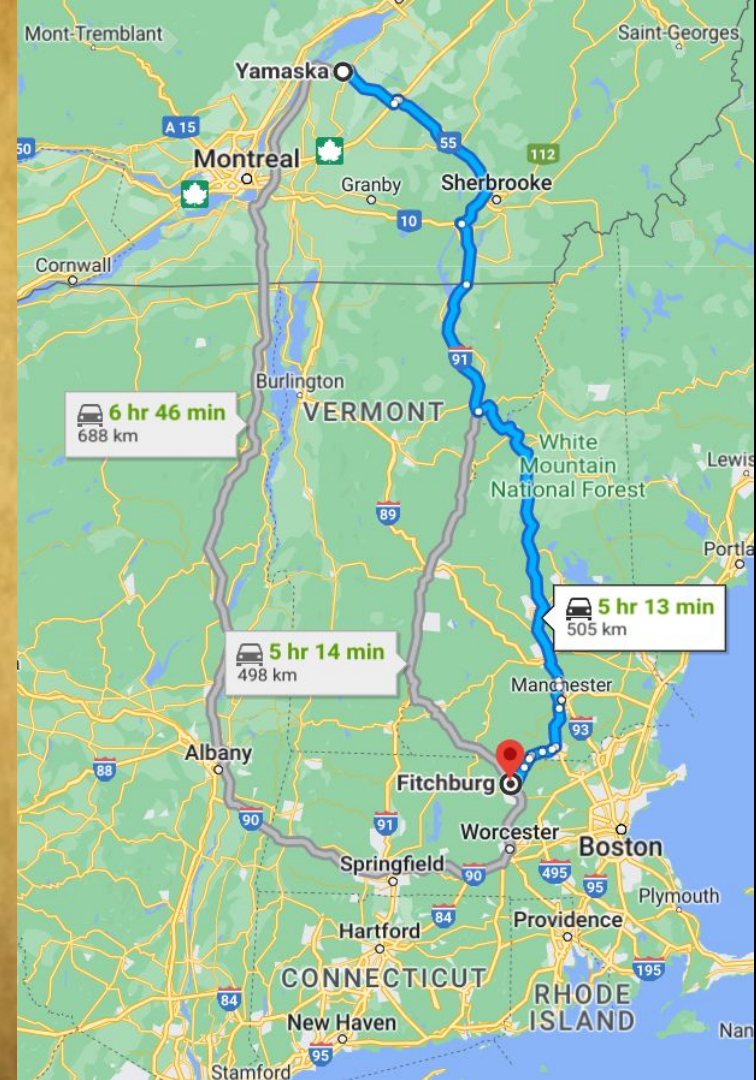 Mont-Tremblant
Saint-Georges
Yamaska
A 15
50
55
Montreal
112
Granby
Sherbrooke
10
Cornwall
91
Burlington
6 hr 46 min
688 km
VERMONT
White
Mountain
National Forest
Lewis
89
Portla
5 hr 13 min
505 km
5 hr 14 min
498 km
Manchester
93
Albany
88
Fitchburg
90
91
Worcester
Boston
Springfield
90
495
95
Plymouth
84
Hartford
Providence
CONNECTICUT
195
84
RHODE
ISLAND
New Haven
Nan
95
Stamford